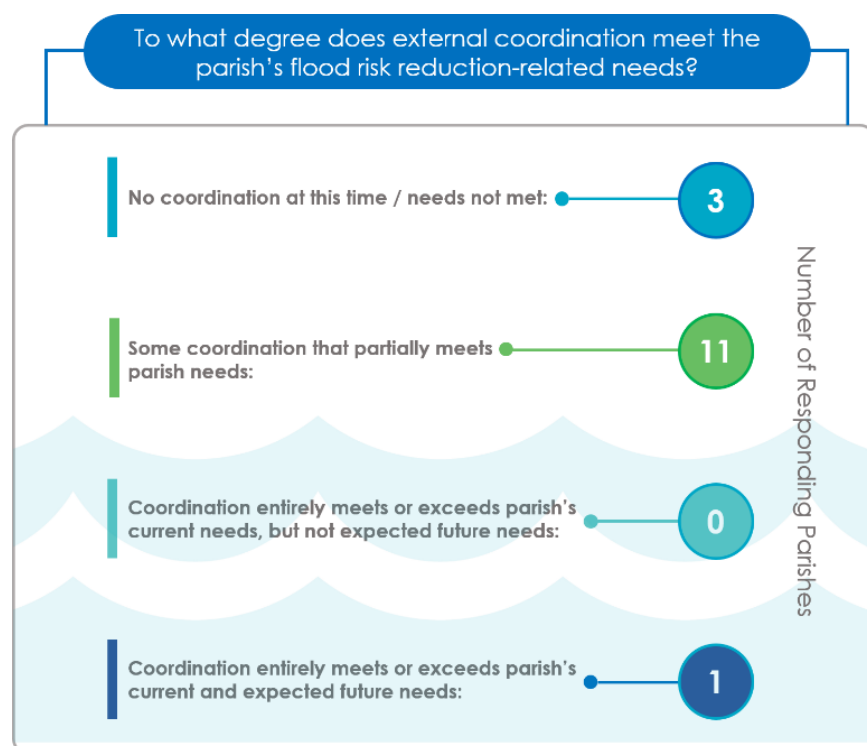 To what degree does external coordination meet the
parish's flood risk reduction-related needs?
No coordination at this time / needs not met:
3
Some coordination that partially meets
parish needs:
11
Coordination entirely meets or exceeds parish's
current needs, but not expected future needs:
0
Coordination entirely meets or exceeds parish's
current and expected future needs:
1
Number of Responding Parishes